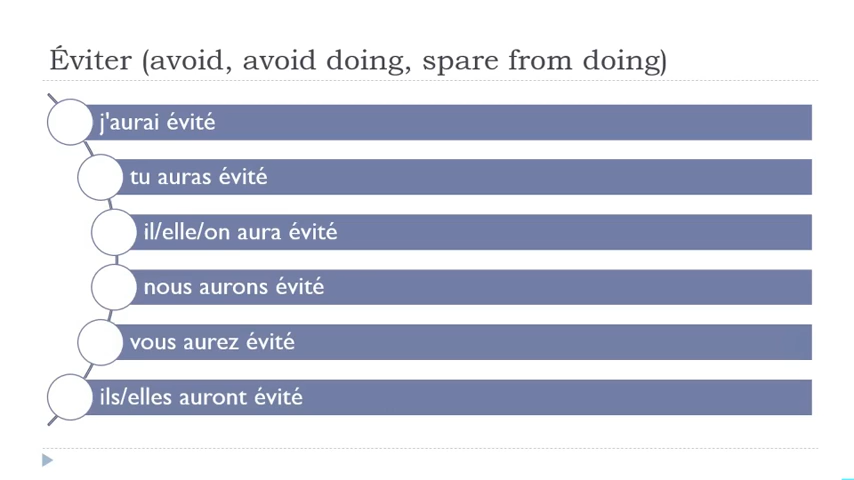 Éviter (avoid, avoid doing, spare from doing)
j'aurai évité
tu auras évité
il/elle/on aura évité
nous aurons évité
vous aurez évité
ils/elles auront évité